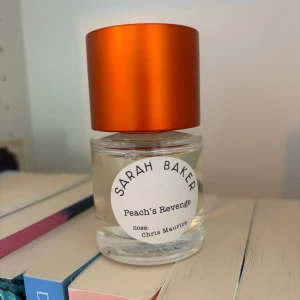 SARAH BAKER
Peach's Revenge
nose:
Chris Maurice